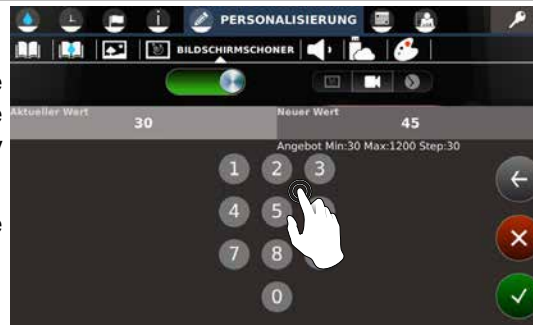 PERSONALISIERUNG
BILDSCHIRMSCHONER
Aktueller Wert
30
Neuer Wert
45
Angebot Min:30 Max:1200 Step:30
1 2 3
4 5
7 8
0